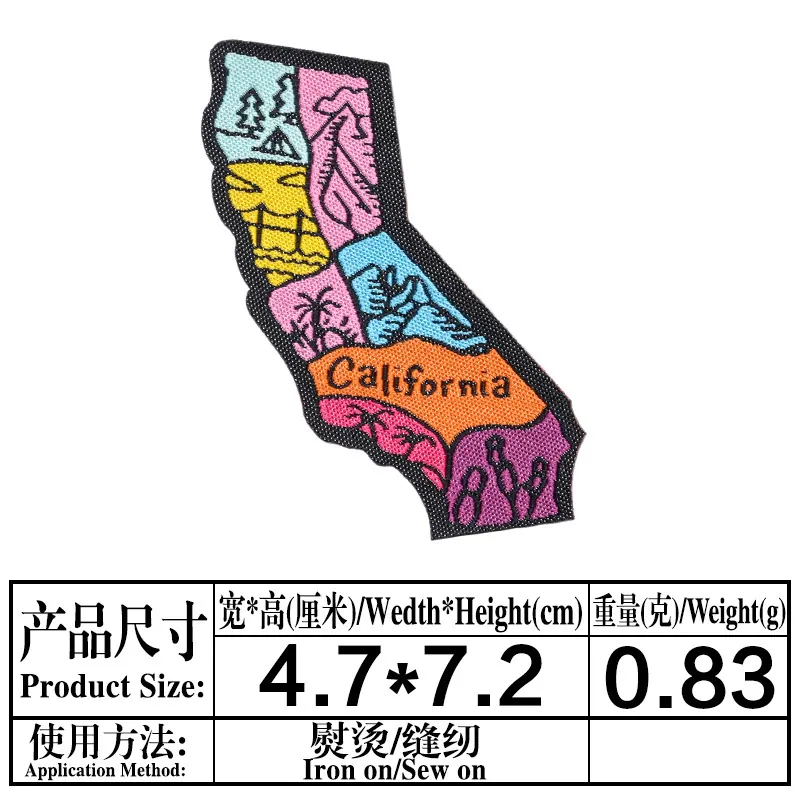 California
产品尺寸
Product Size:
宽*高(厘米)/Wedth*Height(cm)
重量(克)/Weight(g)
4.7*7.2
0.83
使用方法:
Application Method:
熨烫/缝纫
Iron on/Sew on